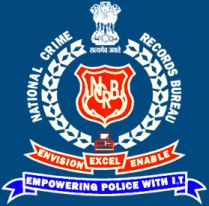 सत्यमेव जयते
NATIONAL CRIME
RECORDS BUREAU
NCRB
ENVISION EXCEL ENABLE
EMPOWERING POLICE WITH I.T